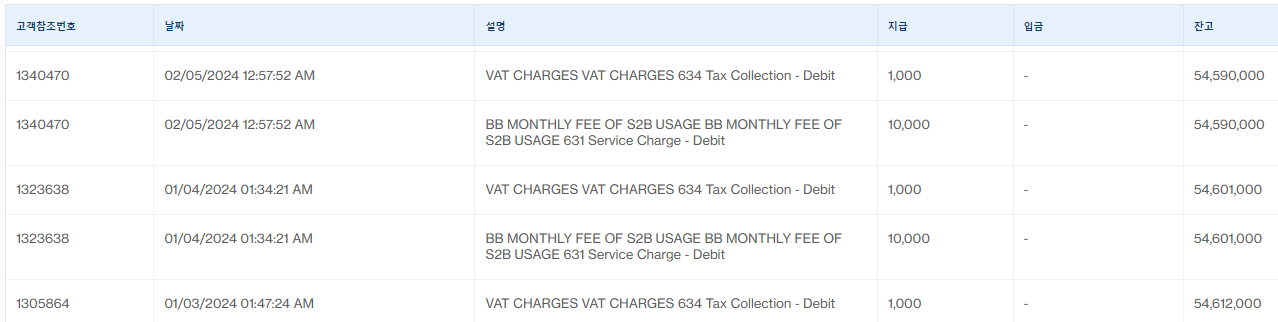 고객참조번호 날짜 설명 지급 입금 잔고
1340470 02/05/2024 12:57:52 AM VAT CHARGES VAT CHARGES 634 Tax Collection - Debit 1,000 - 54,590,000
1340470 02/05/2024 12:57:52 AM BB MONTHLY FEE OF S2B USAGE BB MONTHLY FEE OF 10,000 - 54,590,000
S2B USAGE 631 Service Charge - Debit
1323638 01/04/2024 01:34:21 AM VAT CHARGES VAT CHARGES 634 Tax Collection - Debit 1,000 - 54,601,000
1323638 01/04/2024 01:34:21 AM BB MONTHLY FEE OF S2B USAGE BB MONTHLY FEE OF 10,000 - 54,601,000
S2B USAGE 631 Service Charge - Debit
1305864 01/03/2024 01:47:24 AM VAT CHARGES VAT CHARGES 634 Tax Collection - Debit 1,000 - 54,612,000